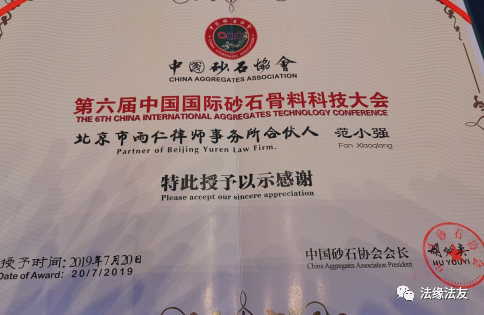 中国砂石協會
CHINA AGGREGATES ASSOCIATION
第六届中国国际砂石骨料科技大会
THE 6TH CHINA INTERNATIONAL AGGREGATES TECHNOLOGY CONFERENCE
北京市雨仁律师事务所合伙人 范小强
Partner of Beijing Yuren Law Firm. Fan Xiaoqiang
特此授予以示感谢
Please accept our sincere appreciation
授予时间: 2019年7月20日
Date of Award: 20/7/2019
中国砂石协会会长
China Aggregates Association President
HU YOUYI
法缘法友